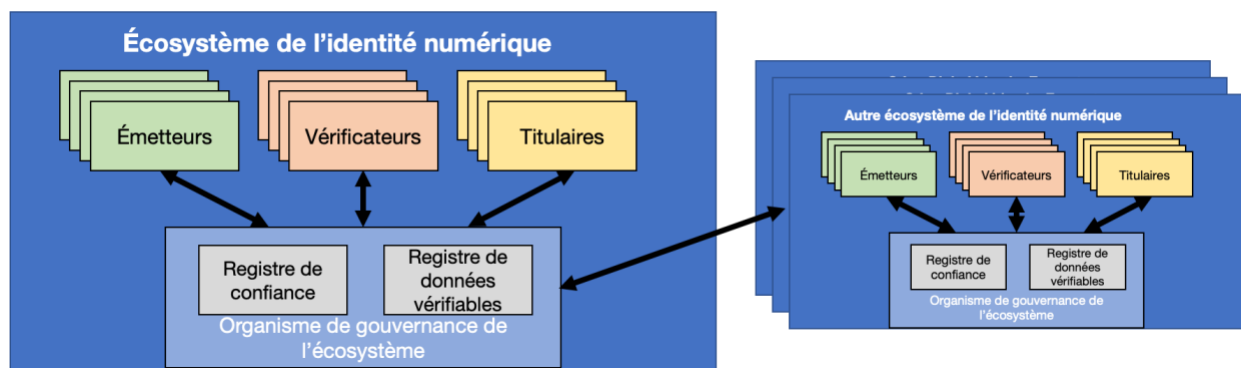 Écosystème de l'identité numérique
Émetteurs
Vérificateurs
Titulaires
Registre de
confiance
Registre de
données
vérifiables
Organisme de gouvernance de
l'écosystème
Autre écosystème de l'identité numérique
Émetteurs
Vérificateurs
Titulaires
Registre de
confiance
Registre de
données
vérifiables
Organisme de gouvernance de
l'écosystème